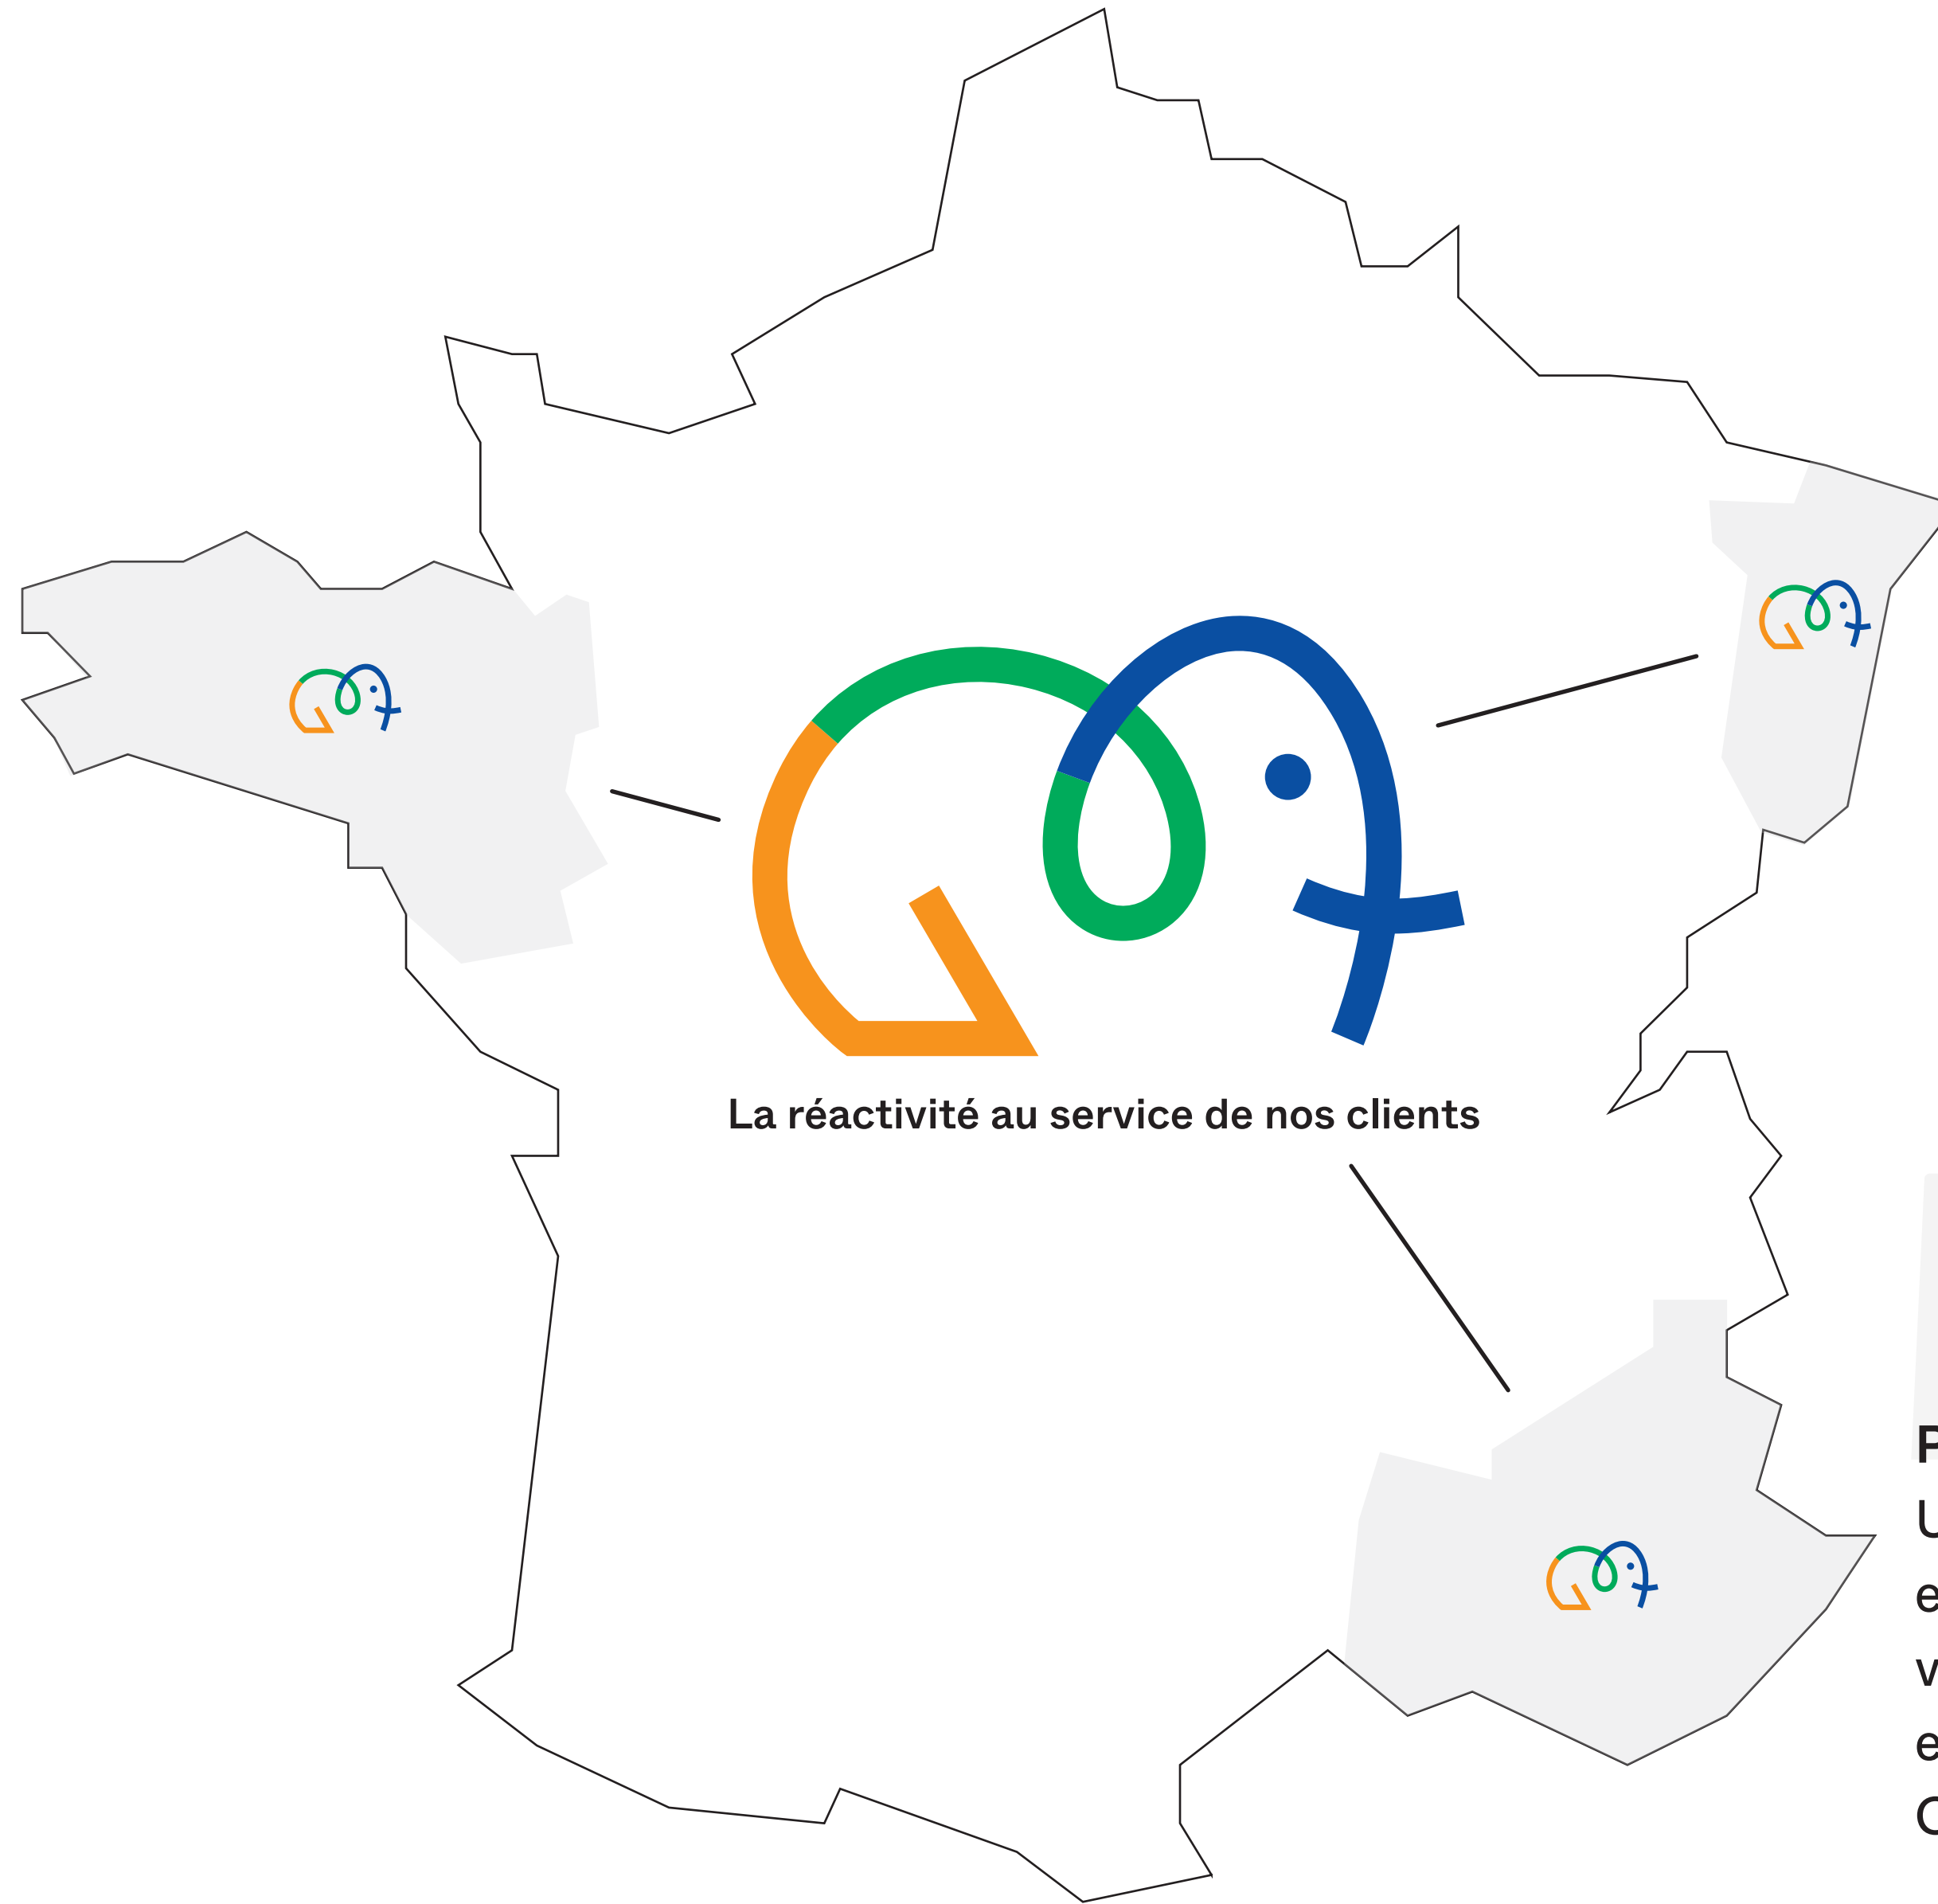 La réactivité au service de nos clients
P
U
e
v
e